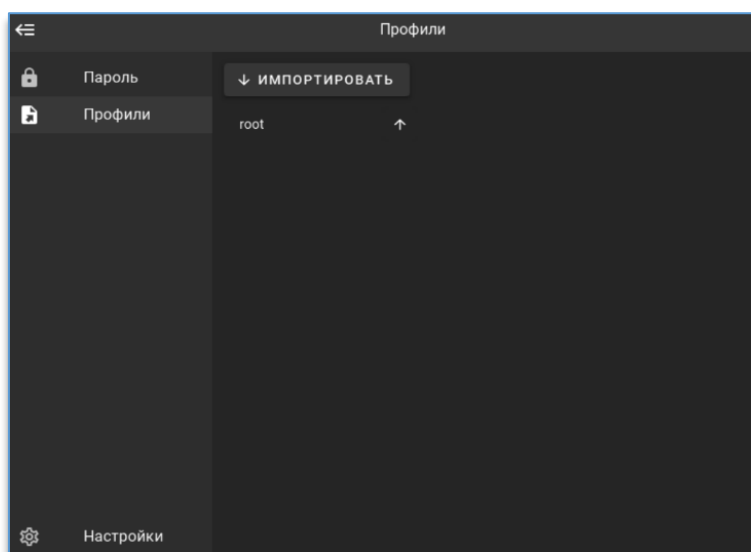 Профили
Пароль
ИМПОРТИРОВАТЬ
Профили
root
Настройки